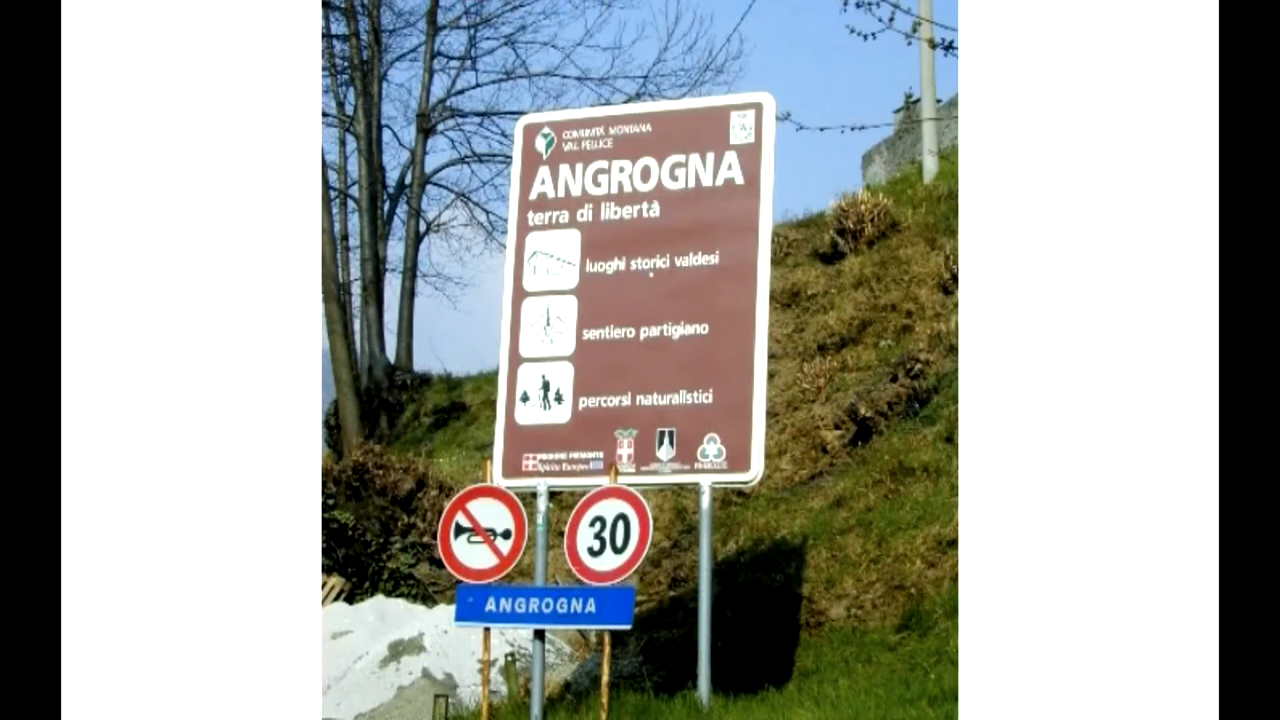 COMUNITÀ MONTANA
VAL PELLICE
ANGROGNA
terra di libertà
luoghi storici valdesi
sentiero partigiano
percorsi naturalistici
REGIONE PIEMONTE
30
ANGROGNA